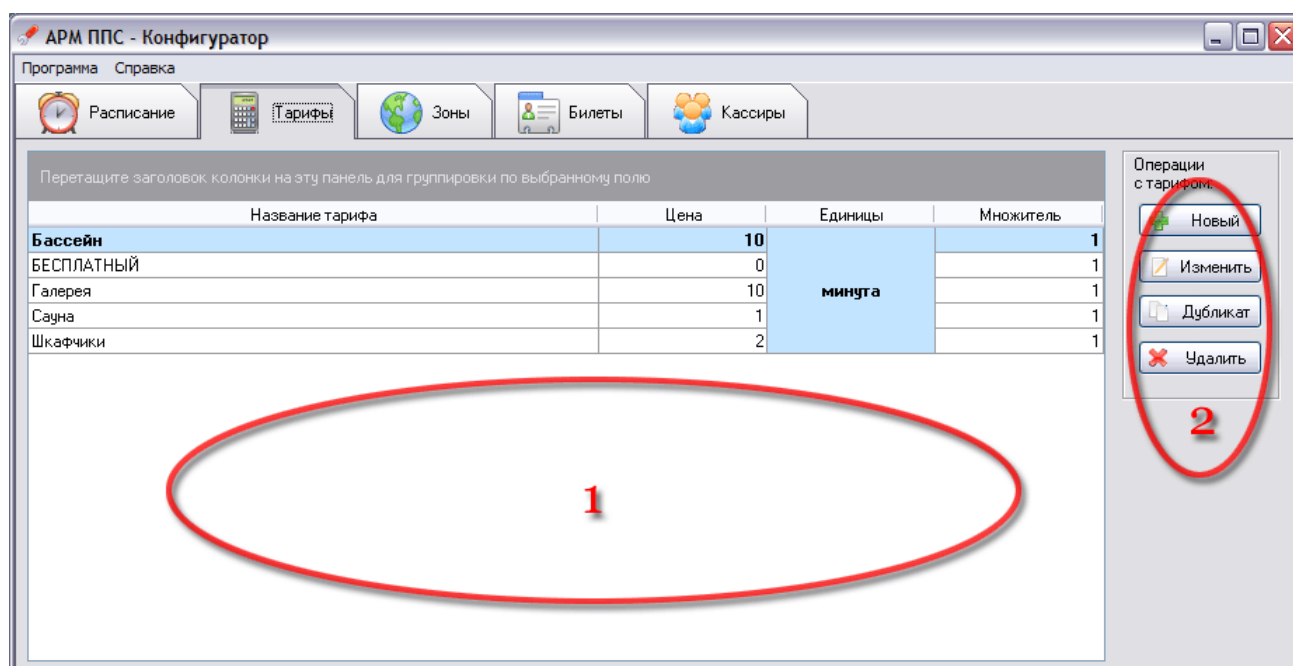 АРМ ППС - Конфигуратор
Программа Справка
Расписание Тарифы Зоны Билеты Кассиры
Перетащите заголовок колонки на эту панель для группировки по выбранному полю
Название тарифа Цена Единицы Множитель
Бассейн 10 1
БЕСПЛАТНЫЙ 0 1
Галерея 10 минута 1
Сауна 1 1
Шкафчики 2 1
1
Операции
с тарифом:
Новый
Изменить
Дубликат
Удалить
2